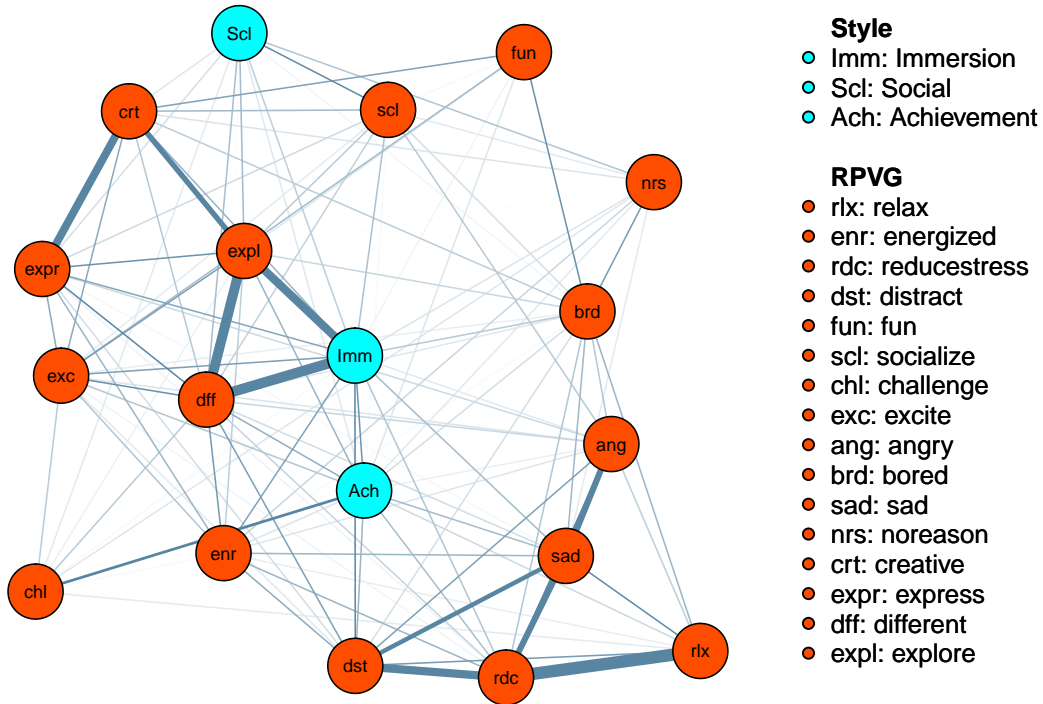 Scl
fun
crt
scl
nrs
expl
expr
brd
Imm
exc
dff
ang
Ach
enr
sad
chl
dst
rdc
rlx
Style
Imm: Immersion
Scl: Social
Ach: Achievement
RPVG
rlx: relax
enr: energized
rdc: reducestress
dst: distract
fun: fun
scl: socialize
chl: challenge
exc: excite
ang: angry
brd: bored
sad: sad
nrs: noreason
crt: creative
expr: express
dff: different
expl: explore